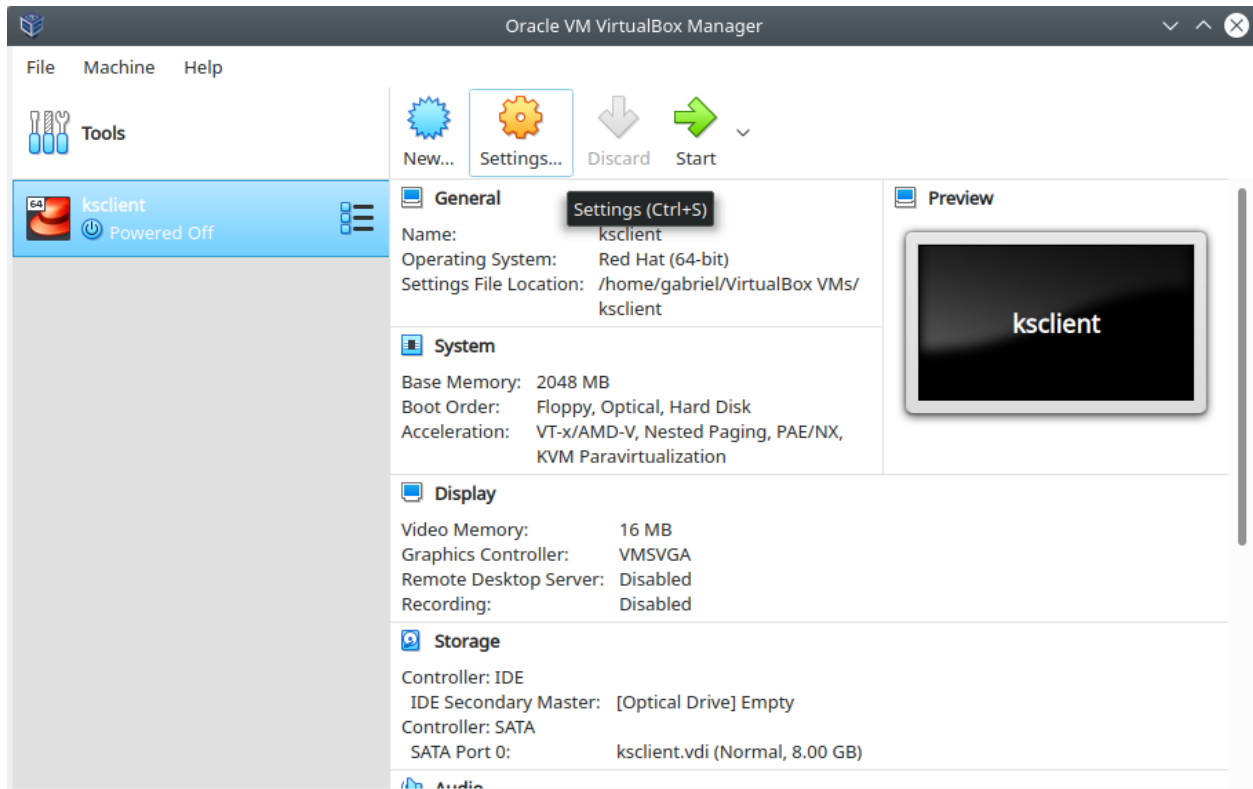 Oracle VM VirtualBox Manager
File Machine Help
Tools
New... Settings... Discard Start
64
ksclient
Powered Off
General
Settings (Ctrl+S)
Name: ksclient
Operating System: Red Hat (64-bit)
Settings File Location: /home/gabriel/VirtualBox VMs/
ksclient
System
Base Memory: 2048 MB
Boot Order: Floppy, Optical, Hard Disk
Acceleration: VT-x/AMD-V, Nested Paging, PAE/NX,
KVM Paravirtualization
Preview
ksclient
Display
Video Memory: 16 MB
Graphics Controller: VMSVGA
Remote Desktop Server: Disabled
Recording: Disabled
Storage
Controller: IDE
IDE Secondary Master: [Optical Drive] Empty
Controller: SATA
SATA Port 0: ksclient.vdi (Normal, 8.00 GB)
Audio